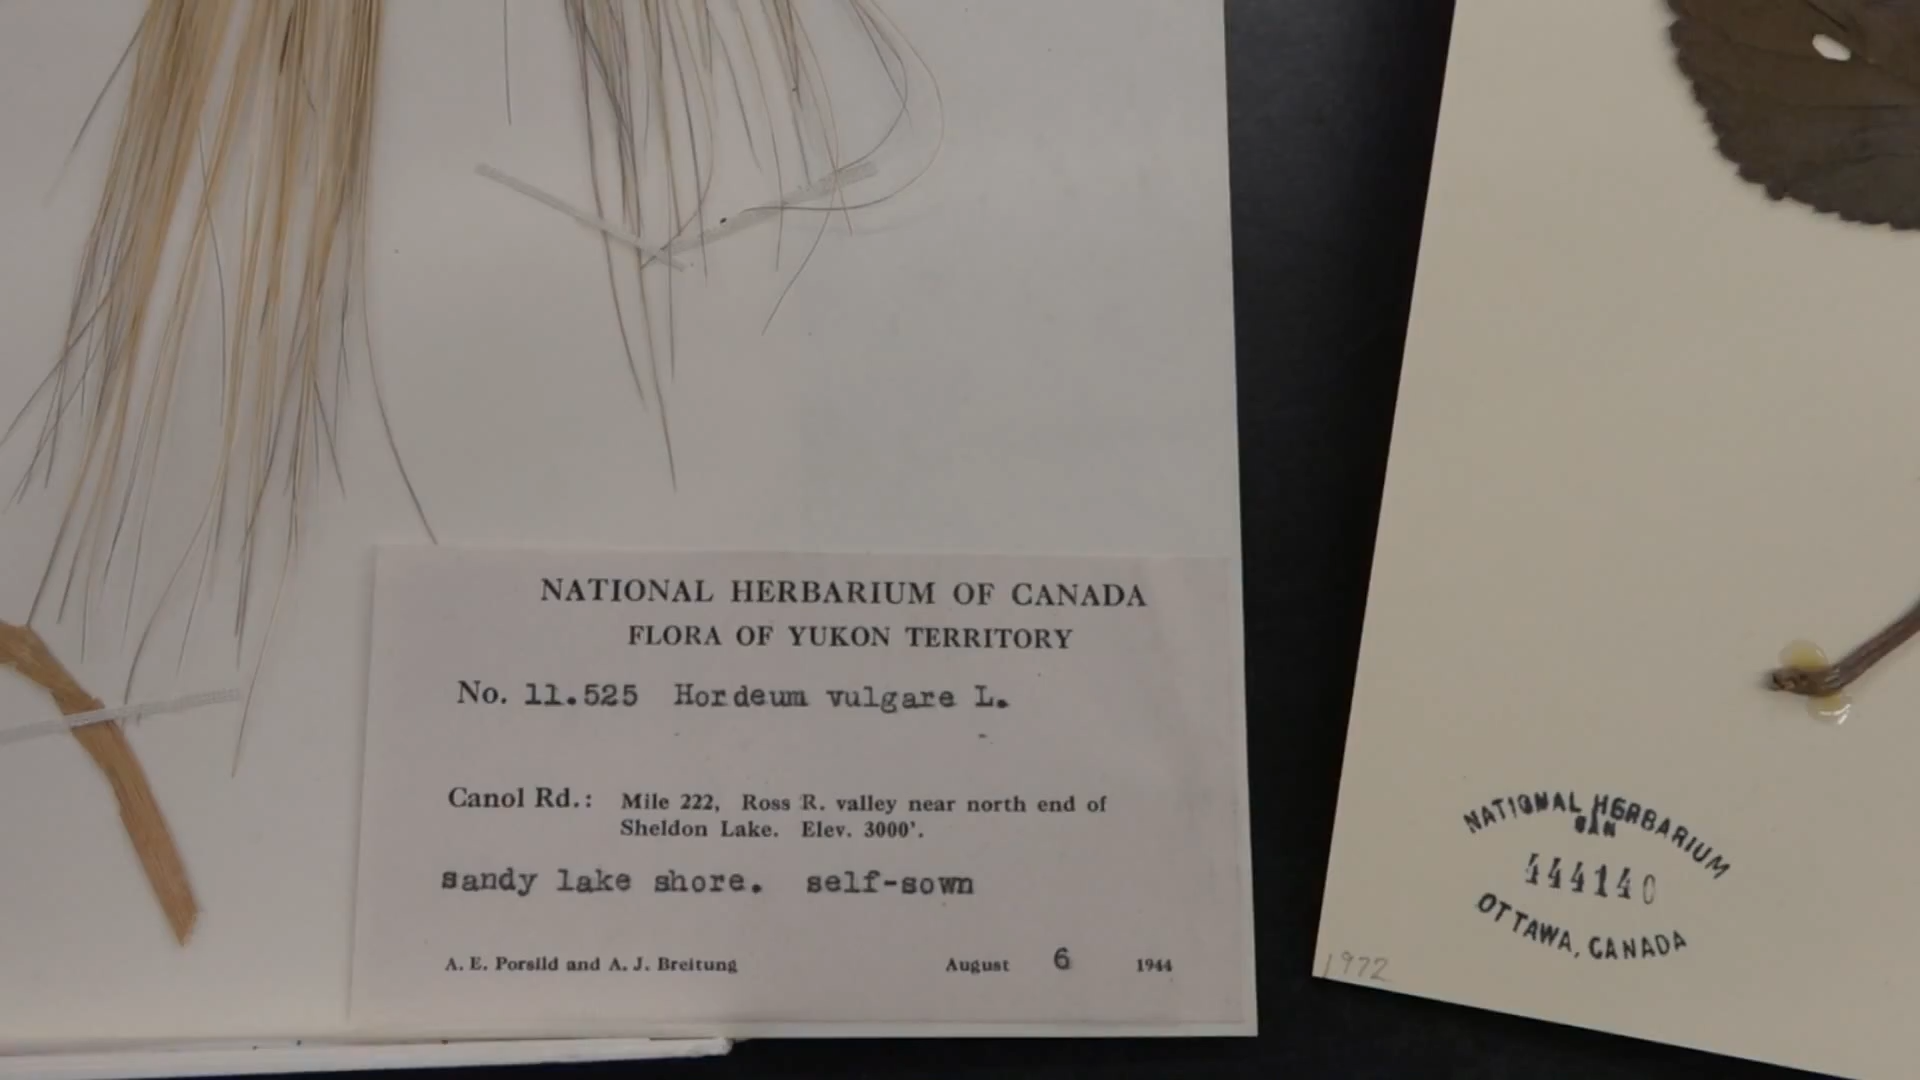 NATIONAL HERBARIUM OF CANADA
FLORA OF YUKON TERRITORY
No. 11.525 Hordeum vulgare L.
Canol Rd.: Mile 222, Ross R. valley near north end of
Sheldon Lake. Elev. 3000'.
sandy lake shore. self-sown
A. E. Porsild and A. J. Breitung August 6 1944
NATIONAL HERBARIUM
CAN
444140
OTTAWA, CANADA
1972